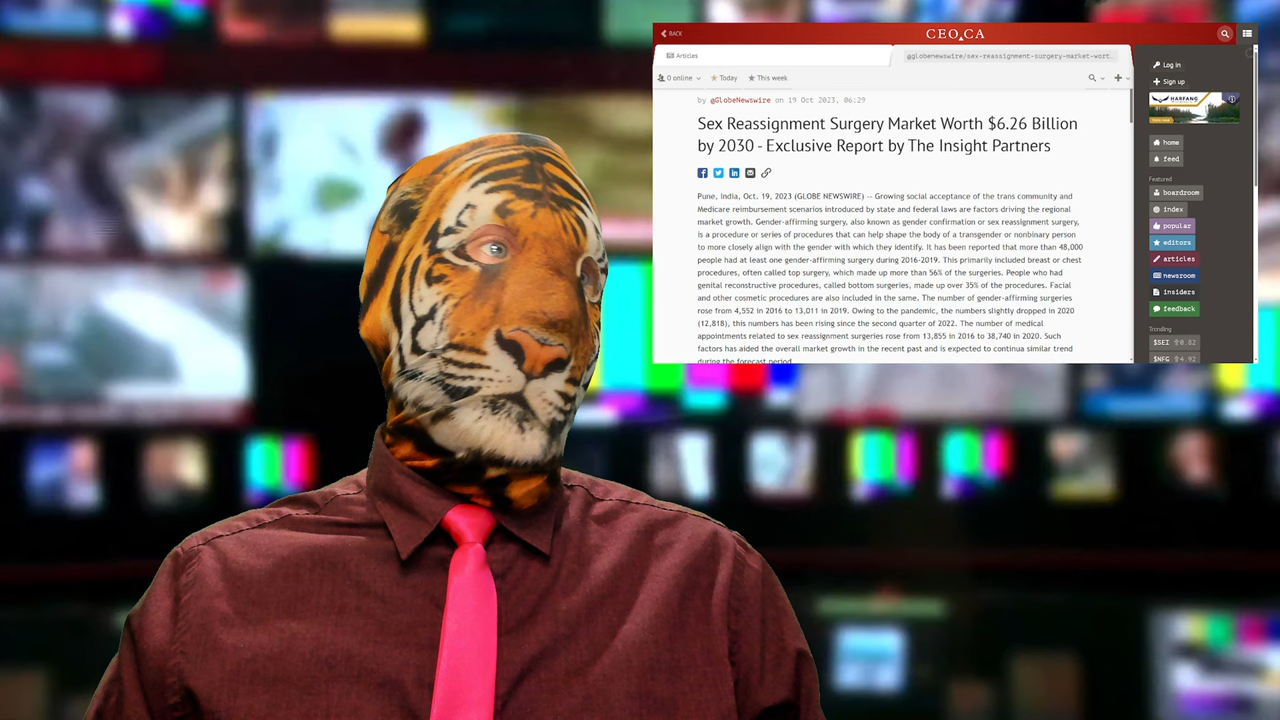 BACK
CEO.CA
Articles
@globenewswire/sex-reassignment-surgery-market-wort...
0 online
Today
This week
by @GlobeNewswire on 19 Oct 2023, 06:29
Sex Reassignment Surgery Market Worth $6.26 Billion
by 2030 - Exclusive Report by The Insight Partners
Pune, India, Oct. 19, 2023 (GLOBE NEWSWIRE) -- Growing social acceptance of the trans community and
Medicare reimbursement scenarios introduced by state and federal laws are factors driving the regional
market growth. Gender-affirming surgery, also known as gender confirmation or sex reassignment surgery,
is a procedure or series of procedures that can help shape the body of a transgender or nonbinary person
to more closely align with the gender with which they identify. It has been reported that more than 48,000
people had at least one gender-affirming surgery during 2016-2019. This primarily included breast or chest
procedures, often called top surgery, which made up more than 56% of the surgeries. People who had
genital reconstructive procedures, called bottom surgeries, made up over 35% of the procedures. Facial
and other cosmetic procedures are also included in the same. The number of gender-affirming surgeries
rose from 4,552 in 2016 to 13,011 in 2019. Owing to the pandemic, the numbers slightly dropped in 2020
(12,818), this numbers has been rising since the second quarter of 2022. The number of medical
appointments related to sex reassignment surgeries rose from 13,855 in 2016 to 38,740 in 2020. Such
factors has aided the overall market growth in the recent past and is expected to continua similar trend
during the forecast period.
Log in
Sign up
HARFANG
home
feed
Featured
boardroom
index
popular
editors
articles
newsroom
insiders
feedback
Trending
$SEI 0.82
$NFG 4.92